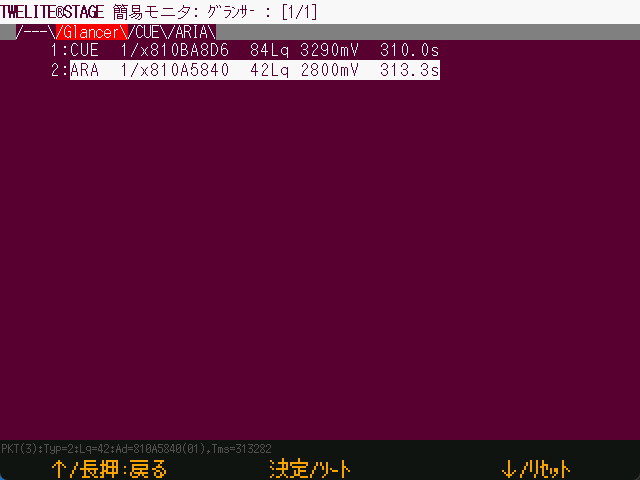 TWELITE®STAGE 簡易モニタ: ｸﾞﾗﾝｻｰ : [1/1]
/---\/Glancer\/CUE\/ARIA\
1:CUE 1/x810BA8D6 84Lq 3290mV 310.0s
2:ARA 1/x810A5840 42Lq 2800mV 313.3s
PKT(3):Typ=2:Lq=42:Ad=810A5840(01),Tms=313282
↑/長押:戻る 決定/ｿｰﾄ ↓/ﾘｾｯﾄ